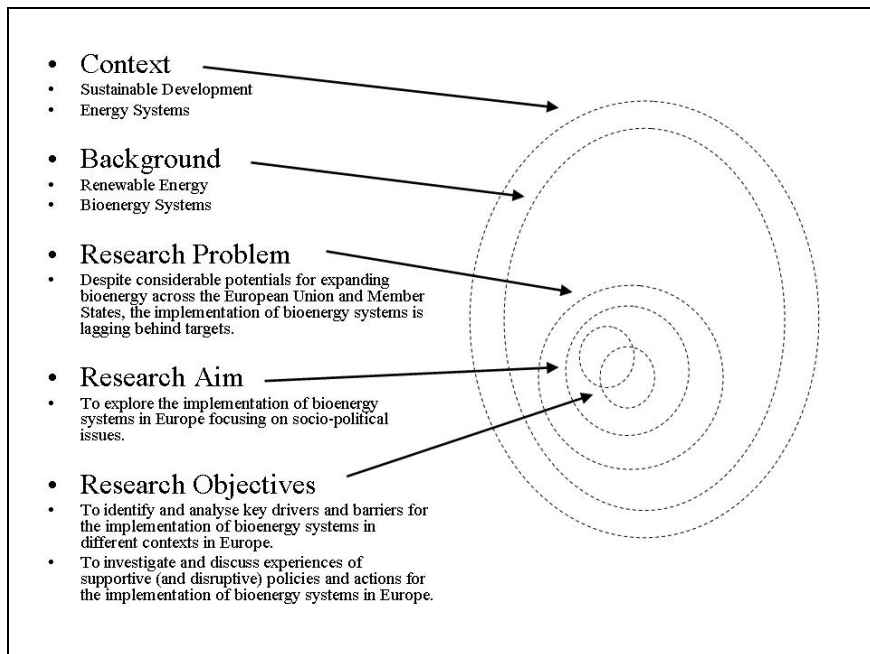 • Context
• Sustainable Development
• Energy Systems
• Background
• Renewable Energy
• Bioenergy Systems
• Research Problem
• Despite considerable potentials for expanding
bioenergy across the European Union and Member
States, the implementation of bioenergy systems is
lagging behind targets.
• Research Aim
• To explore the implementation of bioenergy
systems in Europe focusing on socio-political
issues.
• Research Objectives
• To identify and analyse key drivers and barriers for
the implementation of bioenergy systems in
different contexts in Europe.
• To investigate and discuss experiences of
supportive (and disruptive) policies and actions for
the implementation of bioenergy systems in Europe.